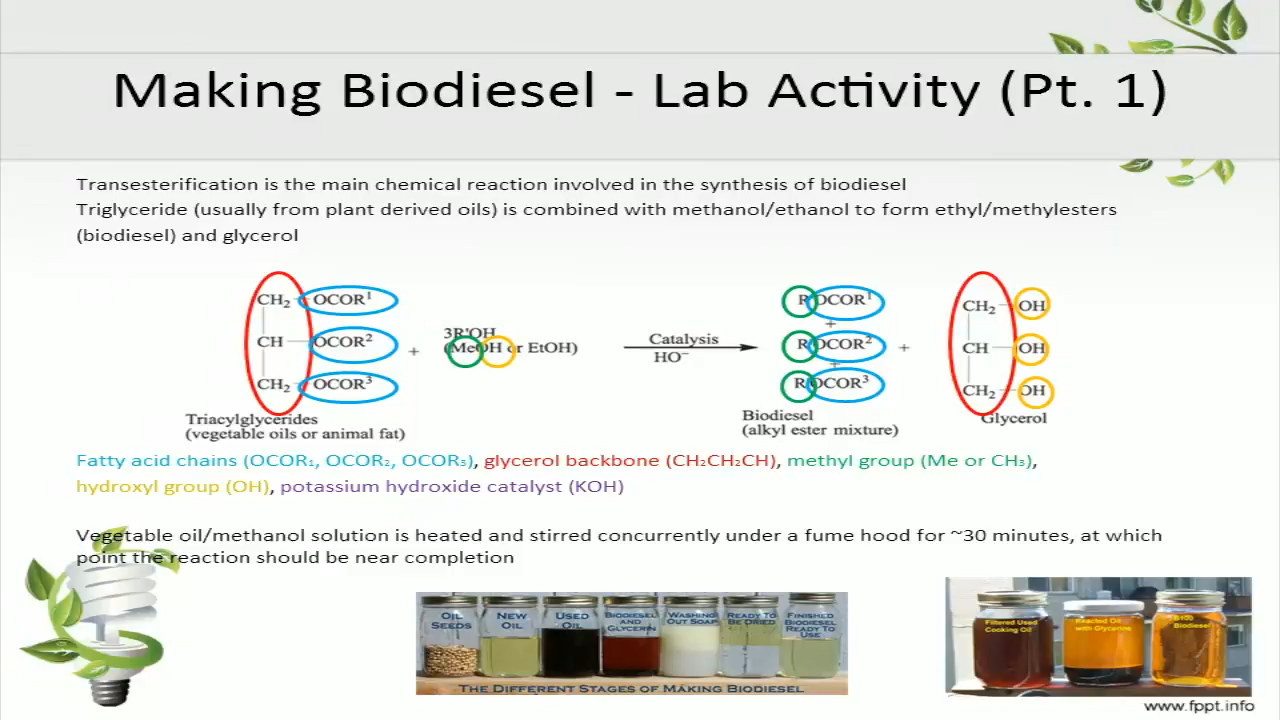 Making Biodiesel - Lab Activity (Pt. 1)
Transesterification is the main chemical reaction involved in the synthesis of biodiesel
Triglyceride (usually from plant derived oils) is combined with methanol/ethanol to form ethyl/methylesters
(biodiesel) and glycerol
CH₂ OCOR¹
CH OCOR²
CH₂ OCOR³
Triacylglycerides
(vegetable oils or animal fat)
+
3R'OH
(MeOH or EtOH)
Catalysis
HO⁻
ROCOR¹
+
ROCOR²
+
ROCOR³
Biodiesel
(alkyl ester mixture)
+
CH₂ OH
CH OH
CH₂ OH
Glycerol
Fatty acid chains (OCOR₁, OCOR₂, OCOR₃), glycerol backbone (CH₂CH₂CH), methyl group (Me or CH₃),
hydroxyl group (OH), potassium hydroxide catalyst (KOH)
Vegetable oil/methanol solution is heated and stirred concurrently under a fume hood for ~30 minutes, at which
point the reaction should be near completion
OIL
SEEDS
NEW
OIL
USED
OIL
BIODIESEL
AND
GLYCERIN
WASHING
OUT SOAP
READY TO
BE DRIED
FINISHED
BIODIESEL
READY TO
USE
THE DIFFERENT STAGES OF MAKING BIODIESEL
Filtered Used
Cooking Oil
Reacted Oil
with Glycerine
B100
Biodiesel
www.fppt.info